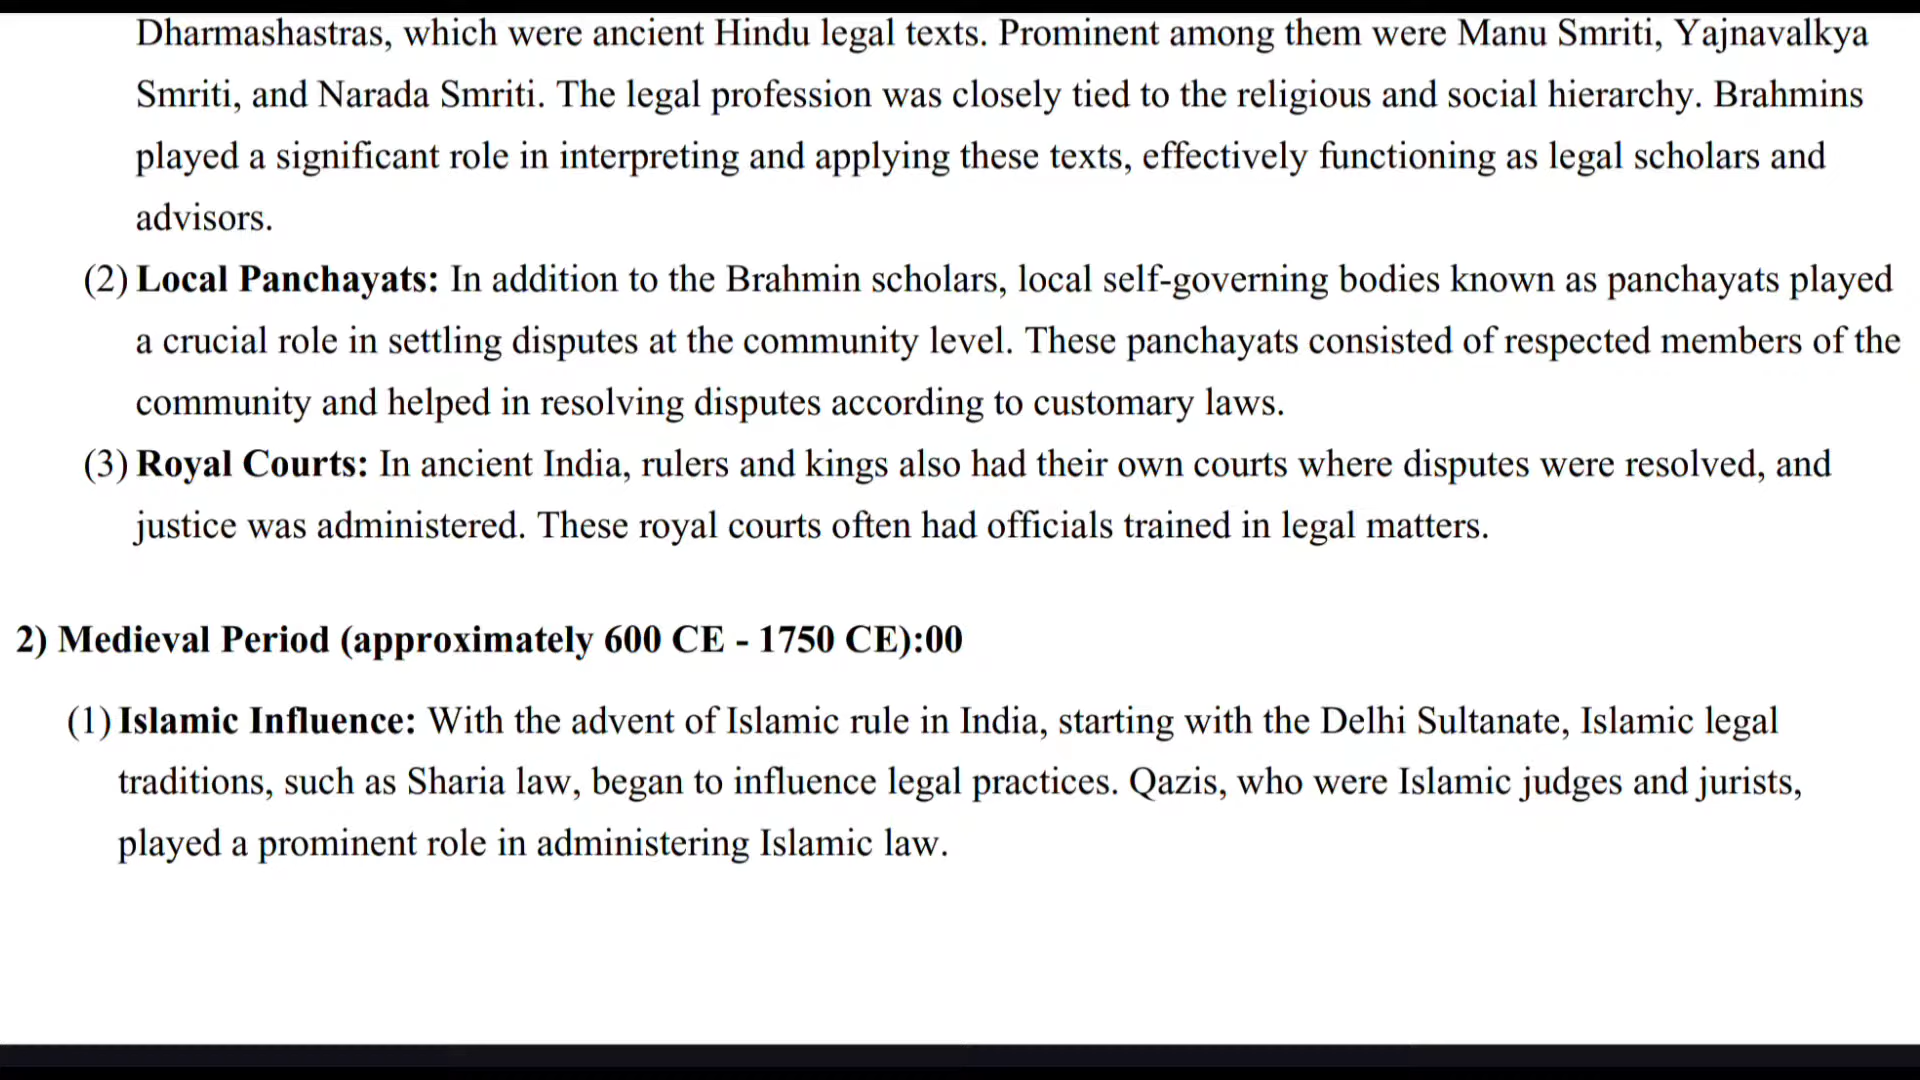 Dharmashastras, which were ancient Hindu legal texts. Prominent among them were Manu Smriti, Yajnavalkya
Smriti, and Narada Smriti. The legal profession was closely tied to the religious and social hierarchy. Brahmins
played a significant role in interpreting and applying these texts, effectively functioning as legal scholars and
advisors.
(2) Local Panchayats: In addition to the Brahmin scholars, local self-governing bodies known as panchayats played
a crucial role in settling disputes at the community level. These panchayats consisted of respected members of the
community and helped in resolving disputes according to customary laws.
(3) Royal Courts: In ancient India, rulers and kings also had their own courts where disputes were resolved, and
justice was administered. These royal courts often had officials trained in legal matters.
2) Medieval Period (approximately 600 CE - 1750 CE):00
(1) Islamic Influence: With the advent of Islamic rule in India, starting with the Delhi Sultanate, Islamic legal
traditions, such as Sharia law, began to influence legal practices. Qazis, who were Islamic judges and jurists,
played a prominent role in administering Islamic law.